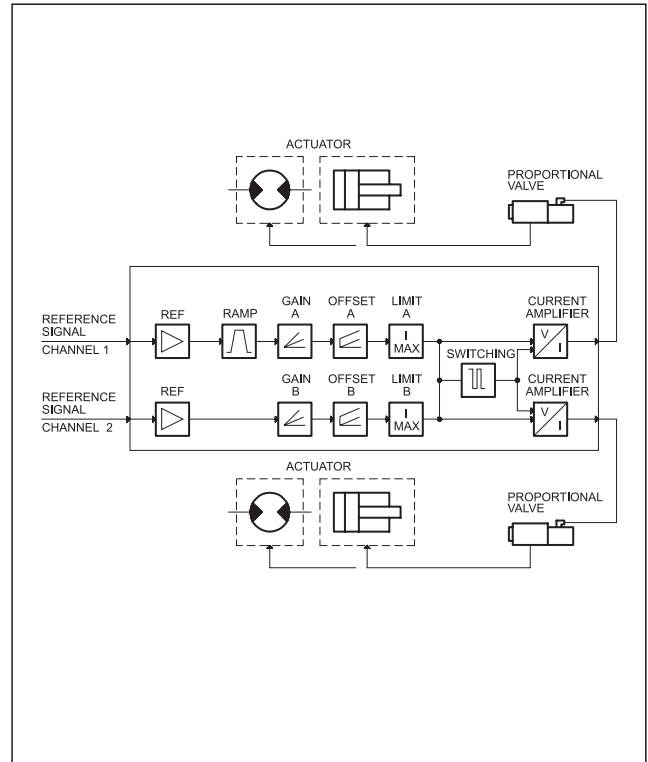 ACTUATOR
PROPORTIONAL
VALVE
REFERENCE
SIGNAL
CHANNEL 1
REF
RAMP
GAIN
A
OFFSET
A
LIMIT
A
I
MAX
SWITCHING
CURRENT
AMPLIFIER
V
I
REFERENCE
SIGNAL
CHANNEL 2
REF
GAIN
B
OFFSET
B
LIMIT
B
I
MAX
CURRENT
AMPLIFIER
V
I
ACTUATOR
PROPORTIONAL
VALVE